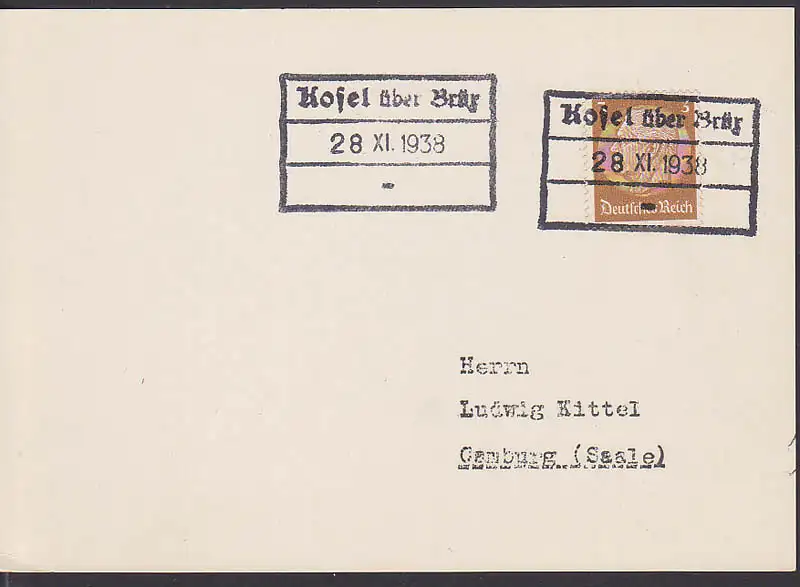 Kosel über Brüx
28 XI. 1938
-
3
Kosel über Brüx
28 XI. 1938
-
Deutsches Reich
Herrn
Ludwig Kittel
Camburg (Saale)